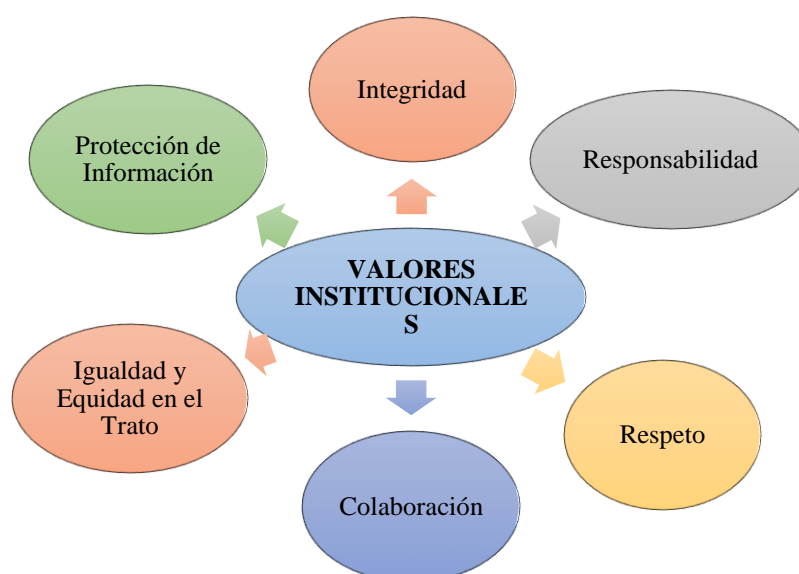 Integridad
Protección de
Información
Responsabilidad
VALORES
INSTITUCIONALE
S
Igualdad y
Equidad en el
Trato
Respeto
Colaboración